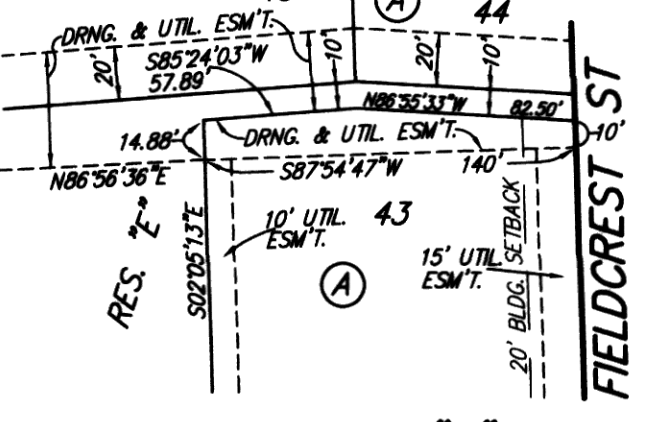 A
44
DRNG. & UTIL. ESM'T.
20'
S85°24'03"W
57.89'
10'
20'
10'
N86°55'33"W
82.50'
14.88'
DRNG. & UTIL. ESM'T.
10'
N86°56'36"E
S87°54'47"W
140'
RES. "E"
S02°05'13"E
10' UTIL.
ESM'T.
43
A
15' UTIL.
ESM'T.
20' BLDG. SETBACK
FIELDCREST ST